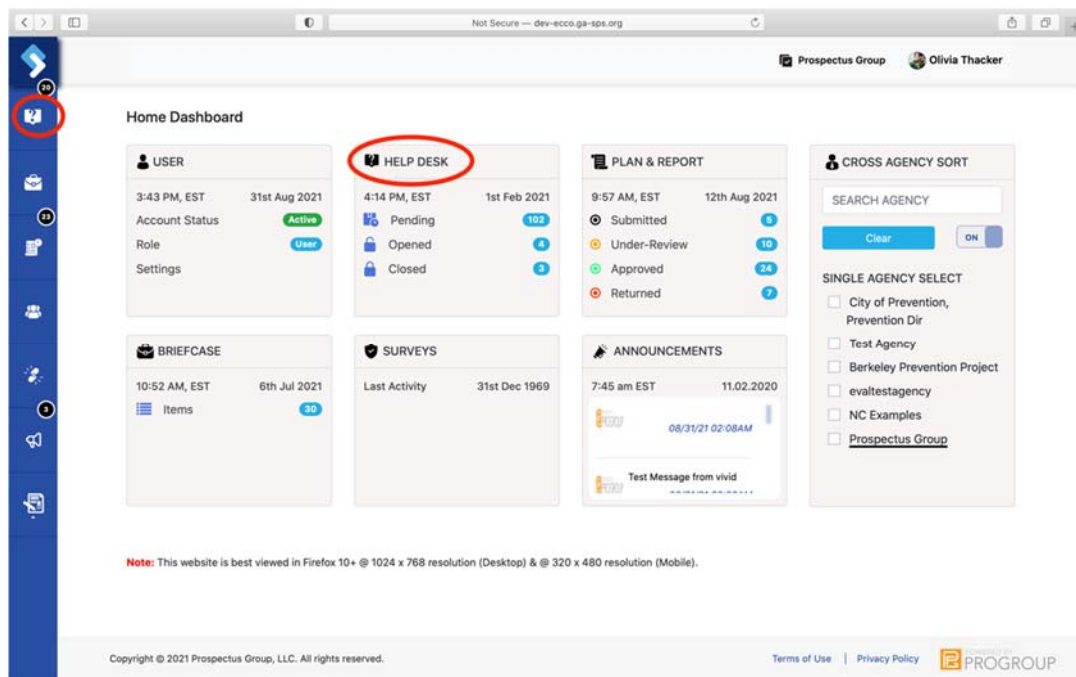 Not Secure — dev-ecco.ga-sps.org
Prospectus Group
Olivia Thacker
20
23
3
Home Dashboard
USER
3:43 PM, EST 31st Aug 2021
Account Status Active
Role User
Settings
HELP DESK
4:14 PM, EST 1st Feb 2021
Pending 102
Opened 4
Closed 3
PLAN & REPORT
9:57 AM, EST 12th Aug 2021
Submitted 5
Under-Review 10
Approved 24
Returned 7
CROSS AGENCY SORT
SEARCH AGENCY
Clear ON
SINGLE AGENCY SELECT
City of Prevention,
Prevention Dir
Test Agency
Berkeley Prevention Project
evaltestagency
NC Examples
Prospectus Group
BRIEFCASE
10:52 AM, EST 6th Jul 2021
Items 30
SURVEYS
Last Activity 31st Dec 1969
ANNOUNCEMENTS
7:45 am EST 11.02.2020
08/31/21 02:08AM
Test Message from vivid
Note: This website is best viewed in Firefox 10+ @ 1024 x 768 resolution (Desktop) & @ 320 x 480 resolution (Mobile).
Copyright @ 2021 Prospectus Group, LLC. All rights reserved.
Terms of Use | Privacy Policy
POWERED BY
PROGROUP